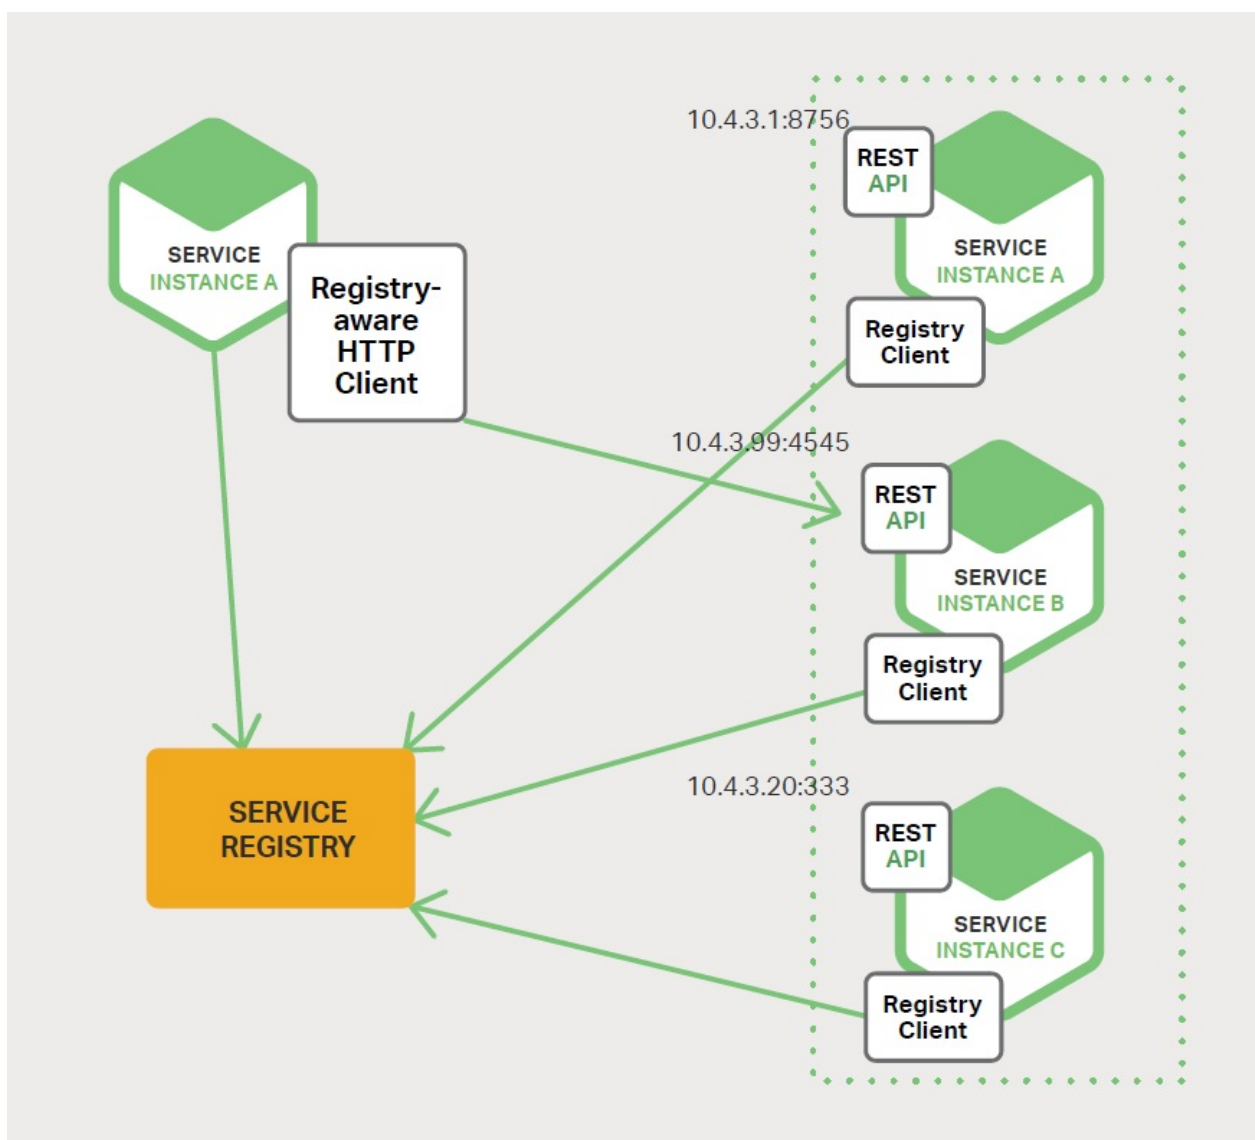 SERVICE
INSTANCE A
Registry-
aware
HTTP
Client
SERVICE
REGISTRY
10.4.3.1:8756
REST
API
SERVICE
INSTANCE A
Registry
Client
10.4.3.99:4545
REST
API
SERVICE
INSTANCE B
Registry
Client
10.4.3.20:333
REST
API
SERVICE
INSTANCE C
Registry
Client